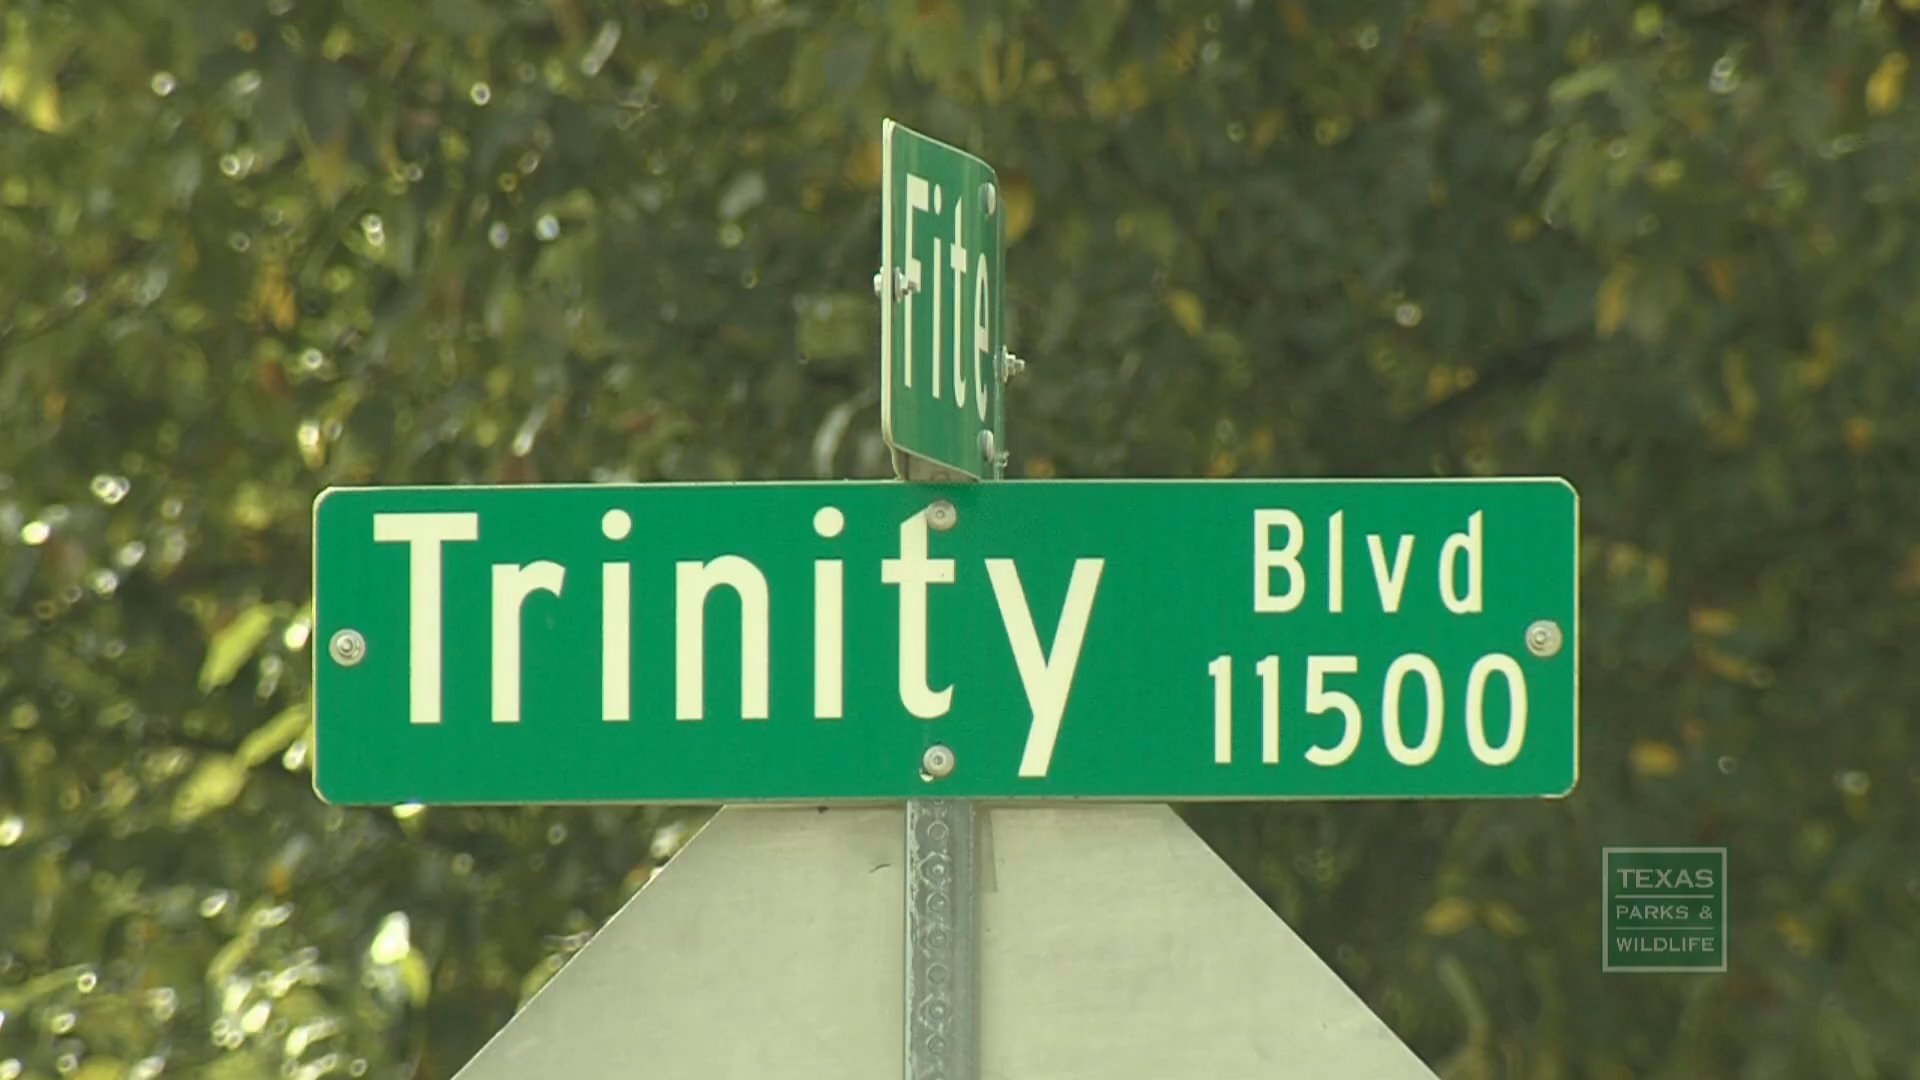 Fite
Trinity Blvd
11500
TEXAS
PARKS &
WILDLIFE